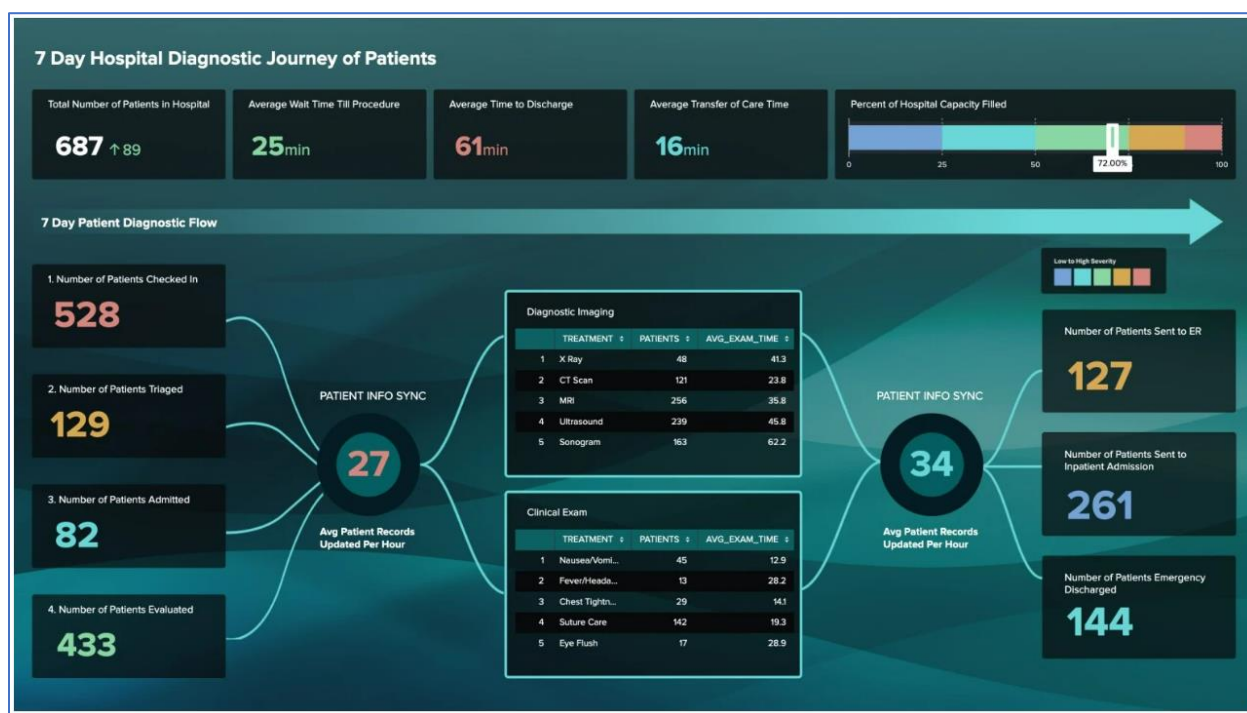 7 Day Hospital Diagnostic Journey of Patients
Total Number of Patients in Hospital
687 ↑ 89
Average Wait Time Till Procedure
25min
Average Time to Discharge
61min
Average Transfer of Care Time
16min
Percent of Hospital Capacity Filled
0 25 50 100
72.00%
7 Day Patient Diagnostic Flow
1. Number of Patients Checked In
528
2. Number of Patients Triaged
129
3. Number of Patients Admitted
82
4. Number of Patients Evaluated
433
PATIENT INFO SYNC
27
Avg Patient Records
Updated Per Hour
Diagnostic Imaging
TREATMENT PATIENTS AVG_EXAM_TIME
1 X Ray 48 41.3
2 CT Scan 121 23.8
3 MRI 256 35.8
4 Ultrasound 239 45.8
5 Sonogram 163 62.2
Clinical Exam
TREATMENT PATIENTS AVG_EXAM_TIME
1 Nausea/Vomi... 45 12.9
2 Fever/Heada... 13 28.2
3 Chest Tightn... 29 14.1
4 Suture Care 142 19.3
5 Eye Flush 17 28.9
PATIENT INFO SYNC
34
Avg Patient Records
Updated Per Hour
Low to High Severity
Number of Patients Sent to ER
127
Number of Patients Sent to
Inpatient Admission
261
Number of Patients Emergency
Discharged
144